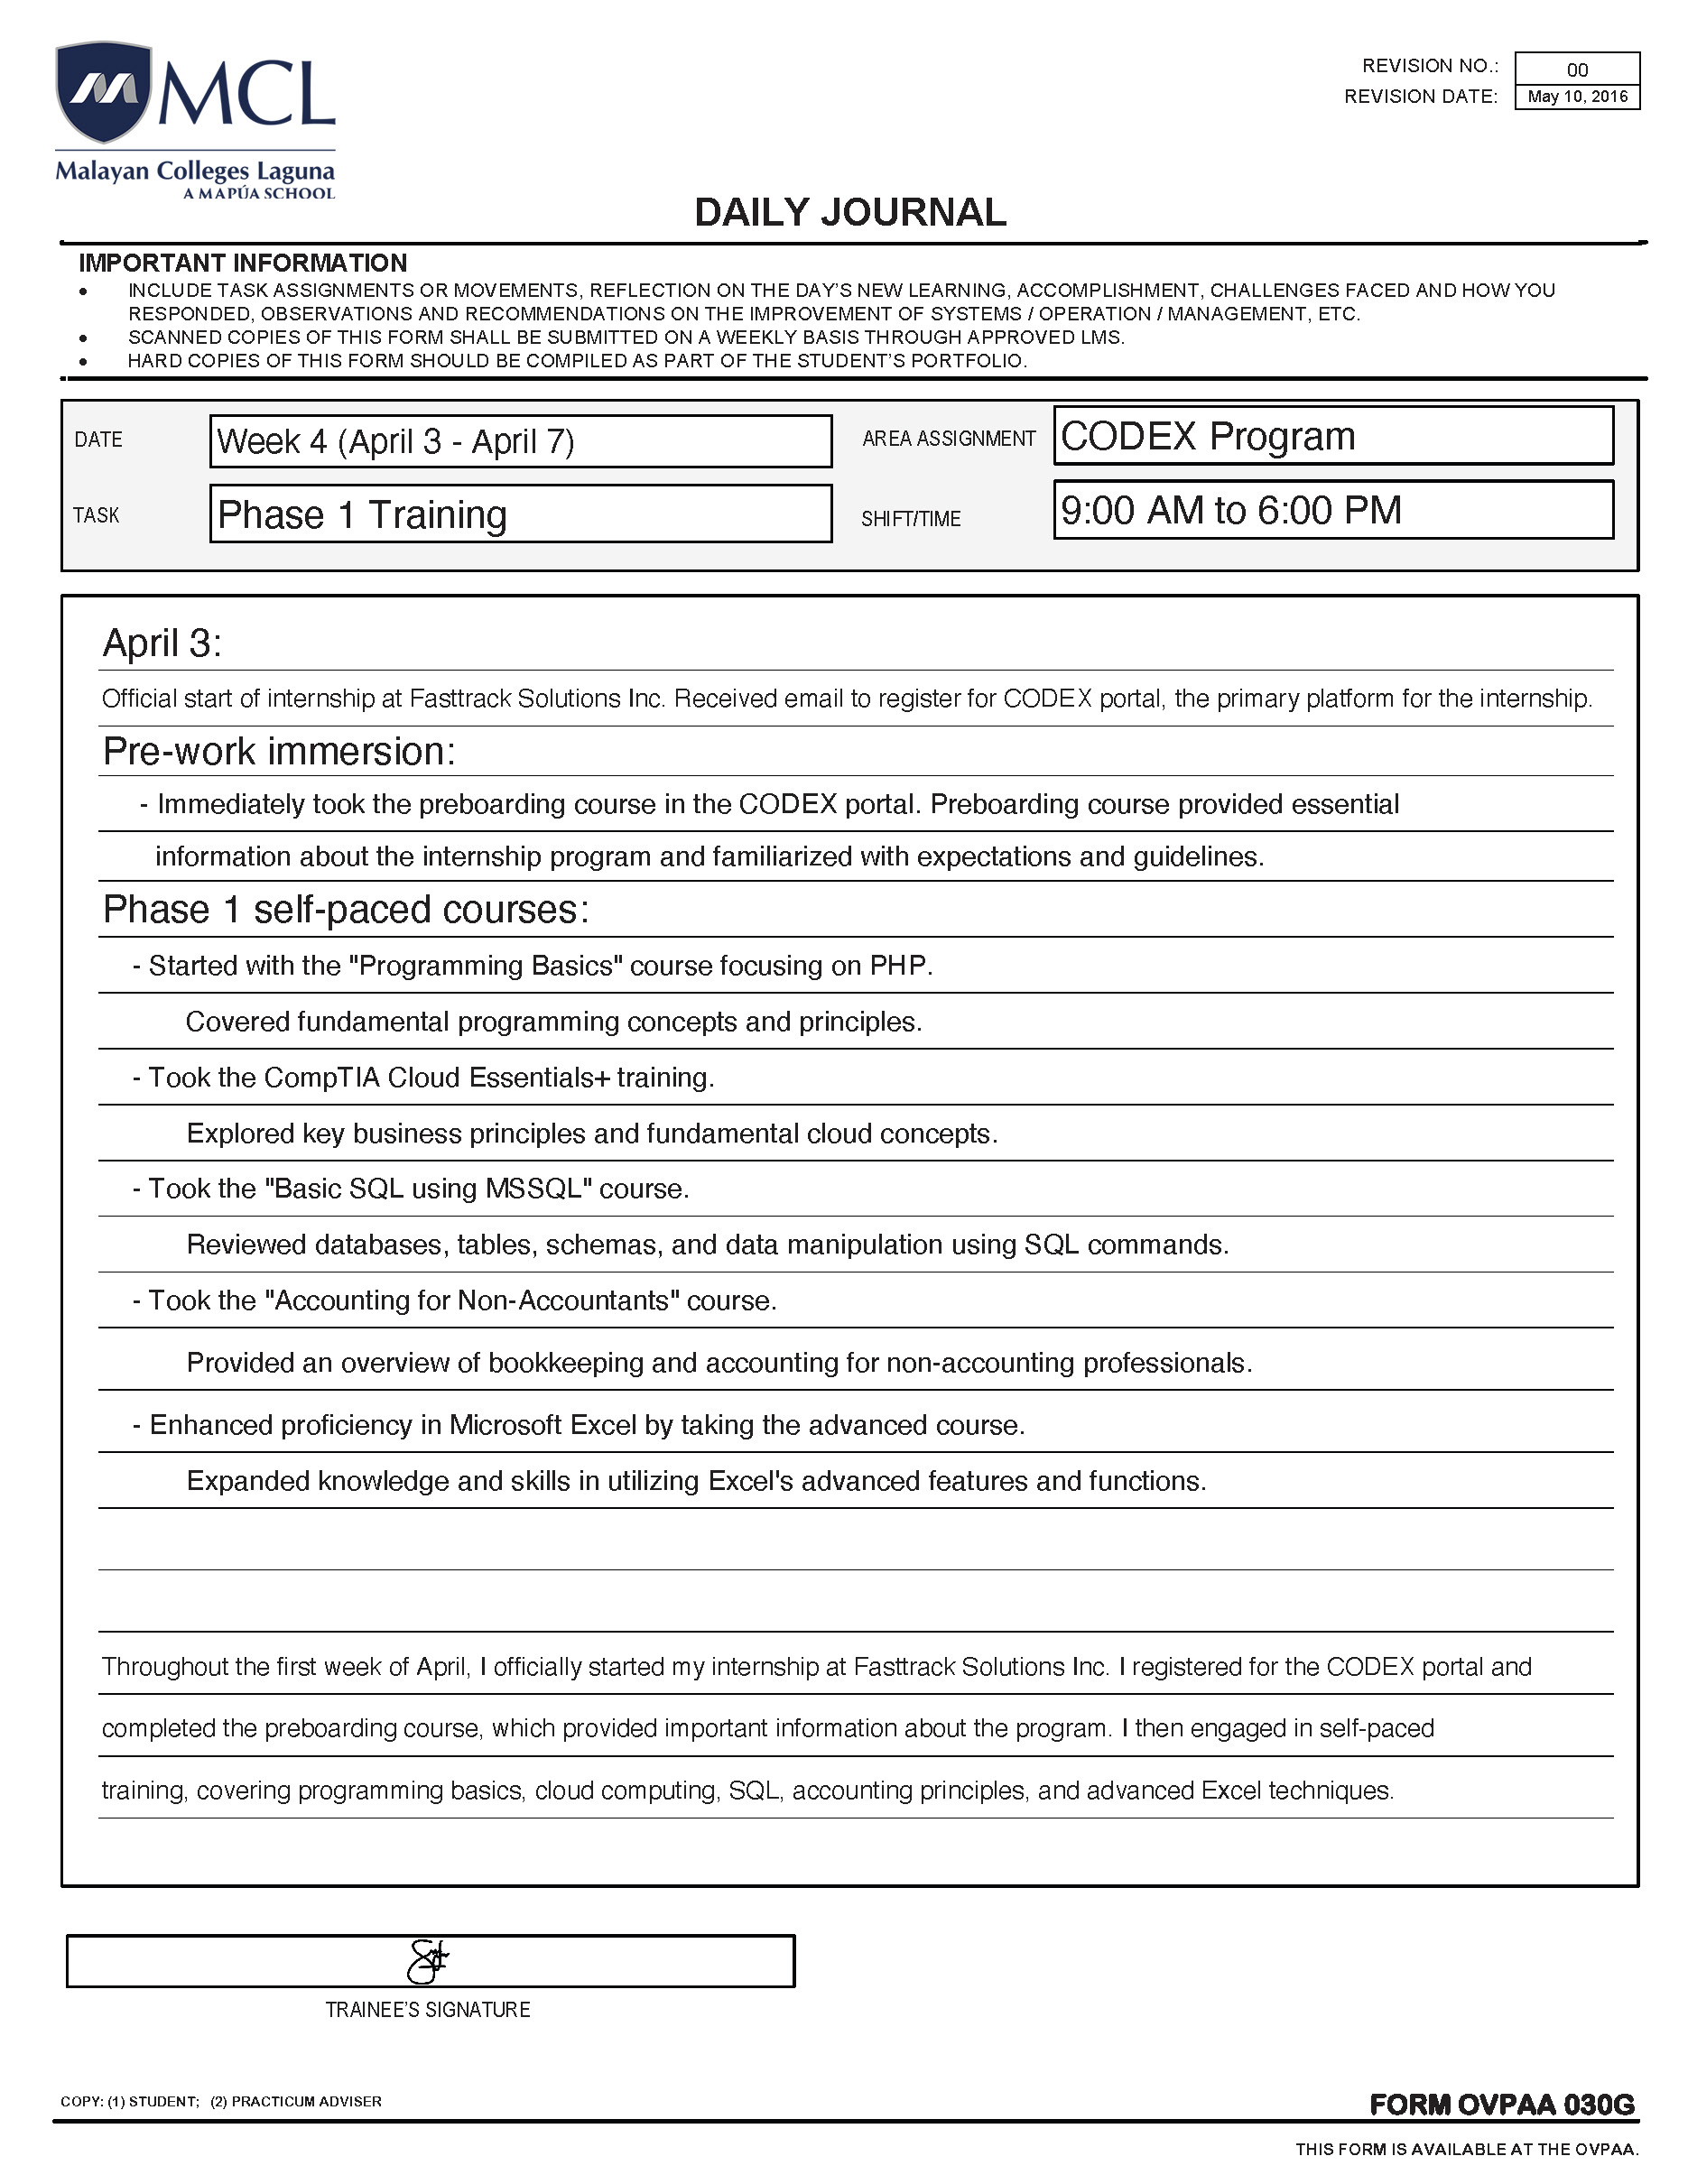 MCL
Malayan Colleges Laguna
A MAPÚA SCHOOL
REVISION NO.: 00
REVISION DATE: May 10, 2016
DAILY JOURNAL
IMPORTANT INFORMATION
• INCLUDE TASK ASSIGNMENTS OR MOVEMENTS, REFLECTION ON THE DAY'S NEW LEARNING, ACCOMPLISHMENT, CHALLENGES FACED AND HOW YOU
RESPONDED, OBSERVATIONS AND RECOMMENDATIONS ON THE IMPROVEMENT OF SYSTEMS / OPERATION / MANAGEMENT, ETC.
• SCANNED COPIES OF THIS FORM SHALL BE SUBMITTED ON A WEEKLY BASIS THROUGH APPROVED LMS.
• HARD COPIES OF THIS FORM SHOULD BE COMPILED AS PART OF THE STUDENT'S PORTFOLIO.
DATE Week 4 (April 3 - April 7) AREA ASSIGNMENT CODEX Program
TASK Phase 1 Training SHIFT/TIME 9:00 AM to 6:00 PM
April 3:
Official start of internship at Fasttrack Solutions Inc. Received email to register for CODEX portal, the primary platform for the internship.
Pre-work immersion:
- Immediately took the preboarding course in the CODEX portal. Preboarding course provided essential
information about the internship program and familiarized with expectations and guidelines.
Phase 1 self-paced courses:
- Started with the "Programming Basics" course focusing on PHP.
Covered fundamental programming concepts and principles.
- Took the CompTIA Cloud Essentials+ training.
Explored key business principles and fundamental cloud concepts.
- Took the "Basic SQL using MSSQL" course.
Reviewed databases, tables, schemas, and data manipulation using SQL commands.
- Took the "Accounting for Non-Accountants" course.
Provided an overview of bookkeeping and accounting for non-accounting professionals.
- Enhanced proficiency in Microsoft Excel by taking the advanced course.
Expanded knowledge and skills in utilizing Excel's advanced features and functions.
Throughout the first week of April, I officially started my internship at Fasttrack Solutions Inc. I registered for the CODEX portal and
completed the preboarding course, which provided important information about the program. I then engaged in self-paced
training, covering programming basics, cloud computing, SQL, accounting principles, and advanced Excel techniques.
TRAINEE'S SIGNATURE
COPY: (1) STUDENT; (2) PRACTICUM ADVISER
FORM OVPAA 030G
THIS FORM IS AVAILABLE AT THE OVPAA.